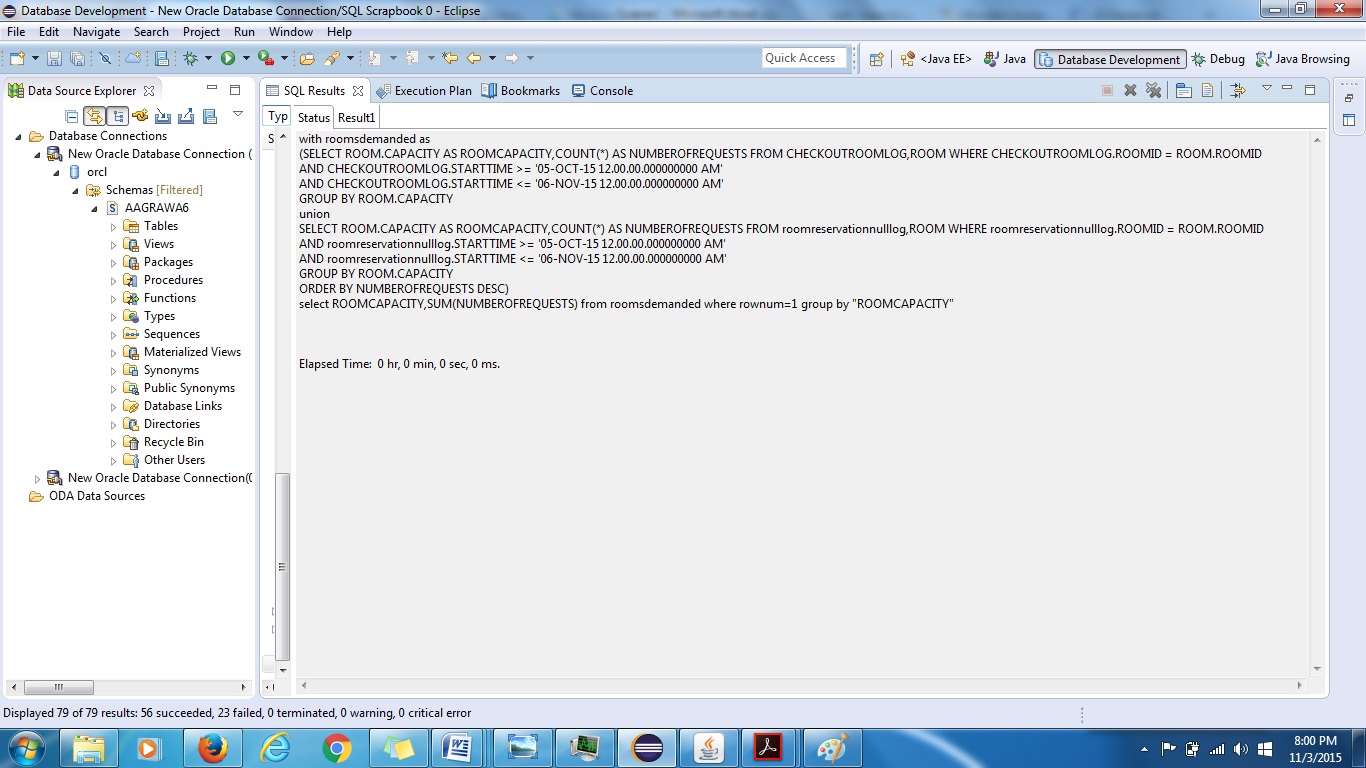 Database Development - New Oracle Database Connection/SQL Scrapbook 0 - Eclipse
File Edit Navigate Search Project Run Window Help
Quick Access
<Java EE> Java Database Development Debug Java Browsing
Data Source Explorer
SQL Results Execution Plan Bookmarks Console
Typ Status Result1
S
Database Connections
New Oracle Database Connection (
orcl
Schemas [Filtered]
AAGRAWA6
Tables
Views
Packages
Procedures
Functions
Types
Sequences
Materialized Views
Synonyms
Public Synonyms
Database Links
Directories
Recycle Bin
Other Users
New Oracle Database Connection(
ODA Data Sources
with roomsdemanded as
(SELECT ROOM.CAPACITY AS ROOMCAPACITY,COUNT(*) AS NUMBEROFREQUESTS FROM CHECKOUTROOMLOG,ROOM WHERE CHECKOUTROOMLOG.ROOMID = ROOM.ROOMID
AND CHECKOUTROOMLOG.STARTTIME >= '05-OCT-15 12.00.00.000000000 AM'
AND CHECKOUTROOMLOG.STARTTIME <= '06-NOV-15 12.00.00.000000000 AM'
GROUP BY ROOM.CAPACITY
union
SELECT ROOM.CAPACITY AS ROOMCAPACITY,COUNT(*) AS NUMBEROFREQUESTS FROM roomreservationnulllog,ROOM WHERE roomreservationnulllog.ROOMID = ROOM.ROOMID
AND roomreservationnulllog.STARTTIME >= '05-OCT-15 12.00.00.000000000 AM'
AND roomreservationnulllog.STARTTIME <= '06-NOV-15 12.00.00.000000000 AM'
GROUP BY ROOM.CAPACITY
ORDER BY NUMBEROFREQUESTS DESC)
select ROOMCAPACITY,SUM(NUMBEROFREQUESTS) from roomsdemanded where rownum=1 group by "ROOMCAPACITY"
Elapsed Time: 0 hr, 0 min, 0 sec, 0 ms.
Displayed 79 of 79 results: 56 succeeded, 23 failed, 0 terminated, 0 warning, 0 critical error
8:00 PM
11/3/2015